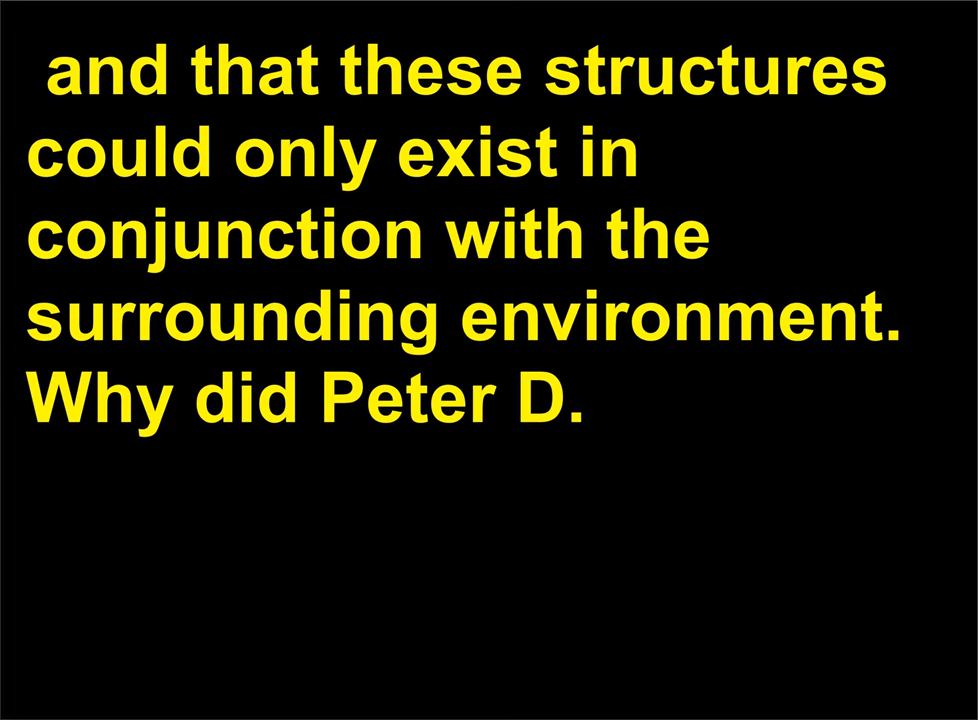 and that these structures
could only exist in
conjunction with the
surrounding environment.
Why did Peter D.